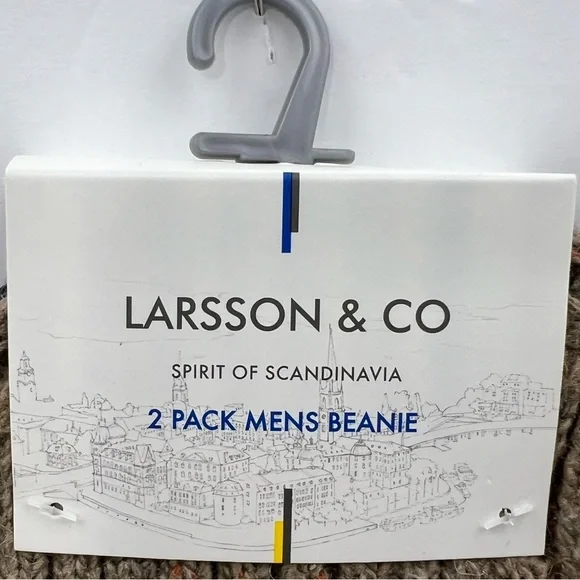 LARSSON & CO
SPIRIT OF SCANDINAVIA
2 PACK MENS BEANIE